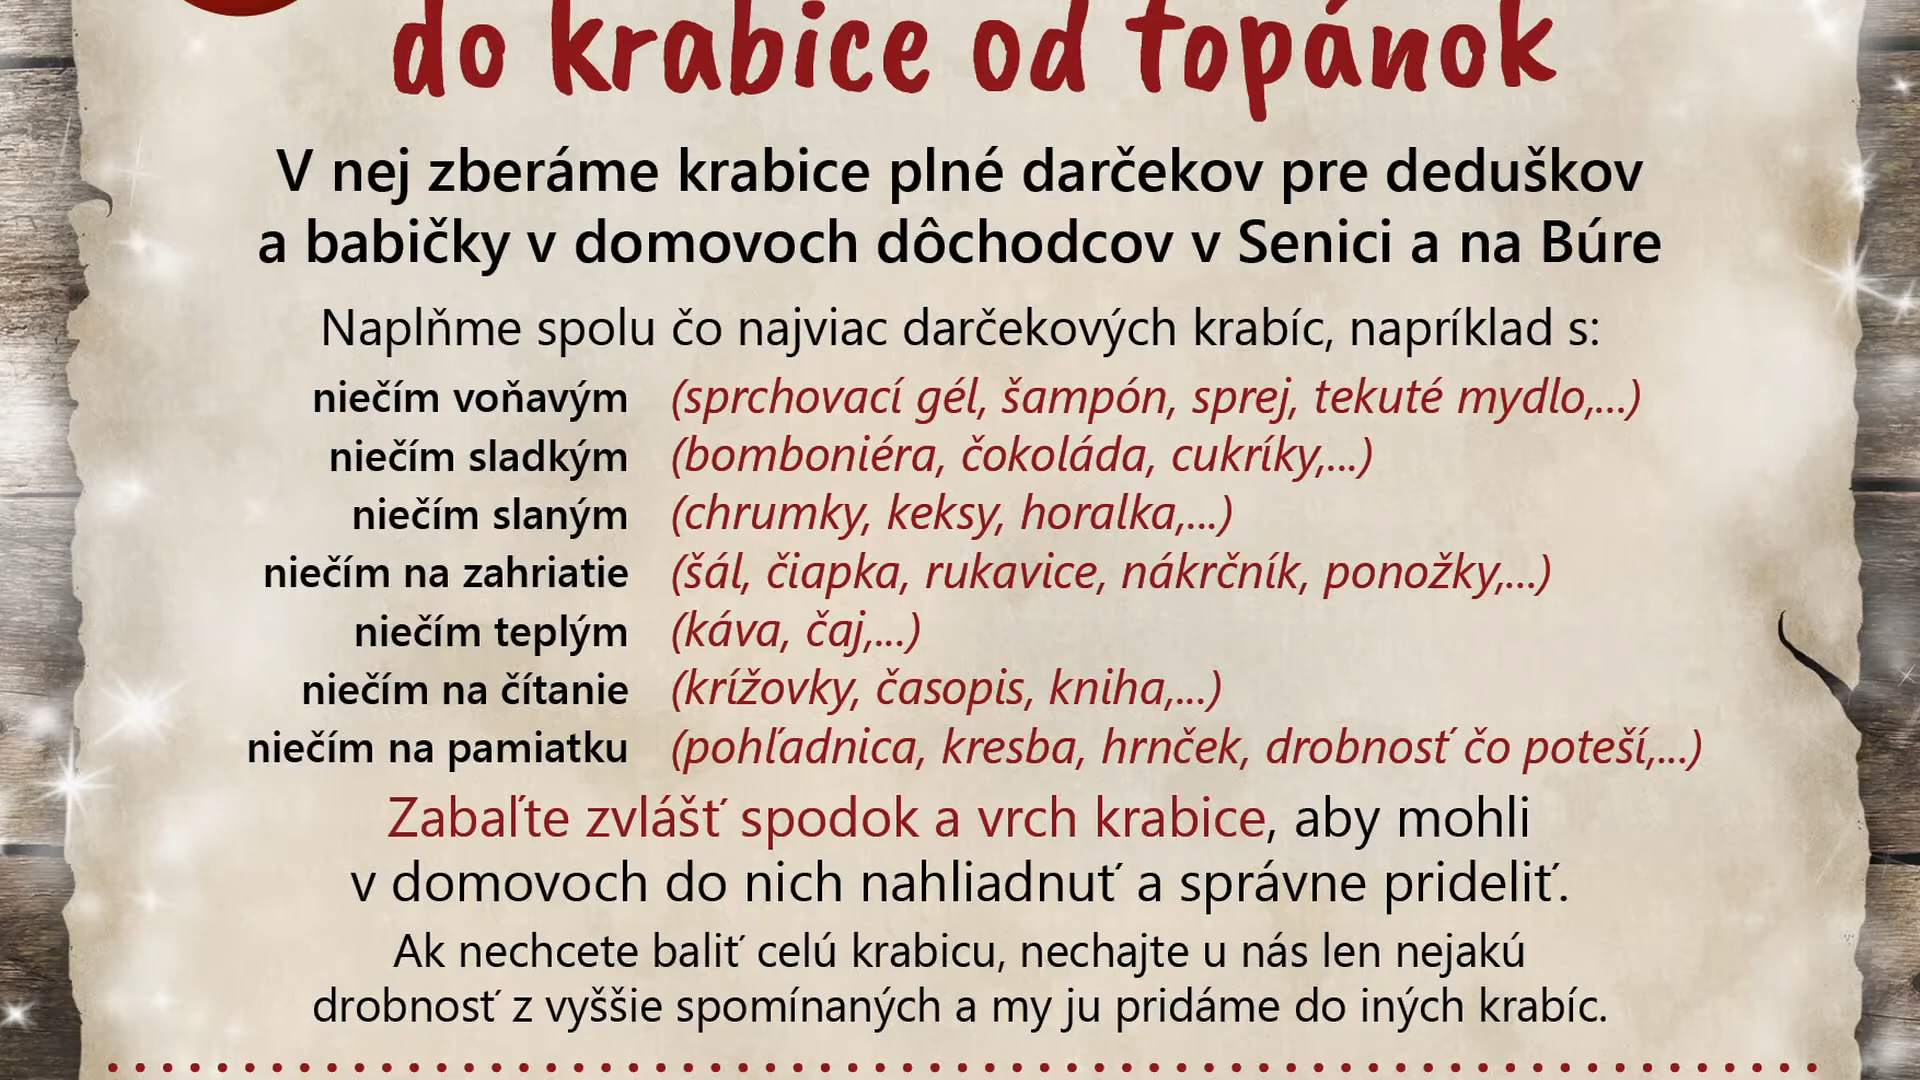 do krabice od topánok
V nej zberáme krabice plné darčekov pre deduškov
a babičky v domovoch dôchodcov v Senici a na Búre
Naplňme spolu čo najviac darčekových krabíc, napríklad s:
niečím voňavým (sprchovací gél, šampón, sprej, tekuté mydlo,...)
niečím sladkým (bomboniéra, čokoláda, cukríky,...)
niečím slaným (chrumky, keksy, horalka,...)
niečím na zahriatie (šál, čiapka, rukavice, nákrčník, ponožky,...)
niečím teplým (káva, čaj,...)
niečím na čítanie (krížovky, časopis, kniha,...)
niečím na pamiatku (pohľadnica, kresba, hrnček, drobnosť čo poteší,...)
Zabaľte zvlášť spodok a vrch krabice, aby mohli
v domovoch do nich nahliadnuť a správne prideliť.
Ak nechcete baliť celú krabicu, nechajte u nás len nejakú
drobnosť z vyššie spomínaných a my ju pridáme do iných krabíc.